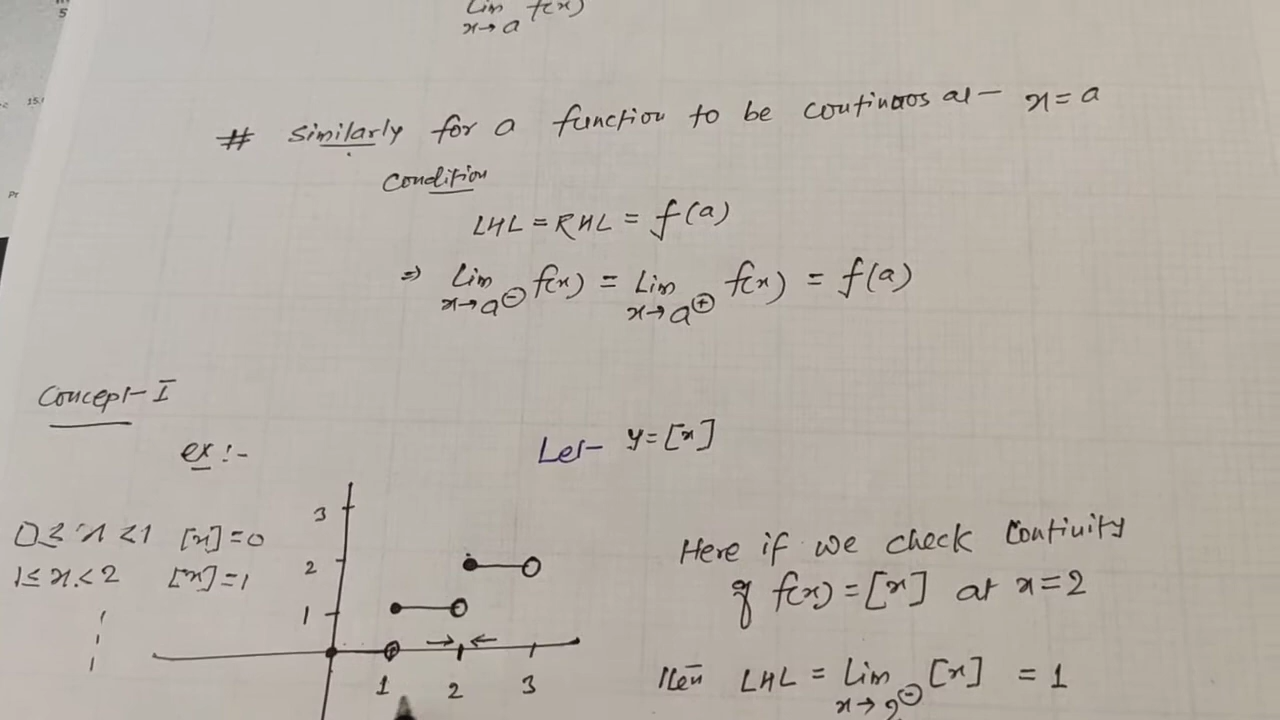 Lim f(x)
x→a
# Similarly for a function to be continuos at x=a
Condition
LHL = RHL = f(a)
⇒ Lim f(x) = Lim f(x) = f(a)
x→a⊖ x→a⊕
Concept-I
ex :- Let y=[x]
0≤x<1 [x]=0
1≤x<2 [x]=1
3
2
1
1 2 3
Here if we check Contiuity
of f(x)=[x] at x=2
then LHL = Lim [x] = 1
x→2⊖